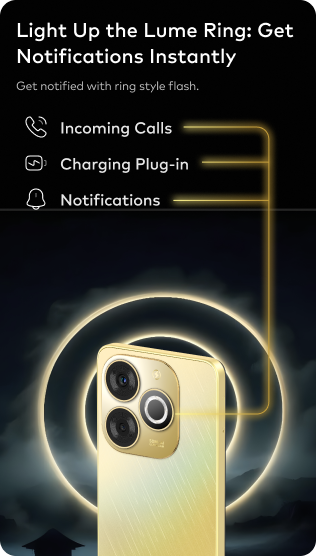 Light Up the Lume Ring: Get
Notifications Instantly
Get notified with ring style flash.
Incoming Calls
Charging Plug-in
Notifications